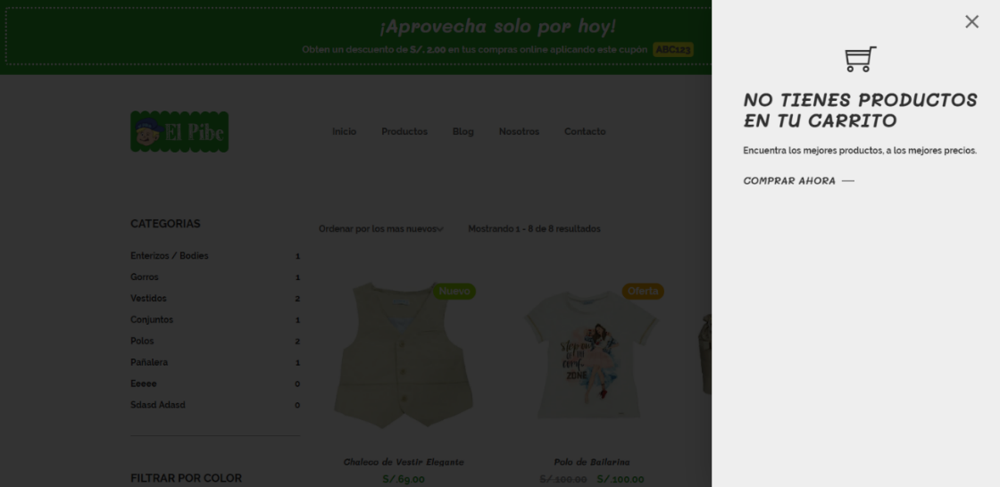 ¡Aprovecha solo por hoy!
Obten un descuento de S/. 2.00 en tus compras online aplicando este cupón ABC123
El Pibe
Inicio Productos Blog Nosotros Contacto
CATEGORIAS
Enterizos / Bodies 1
Gorros 1
Vestidos 2
Conjuntos 1
Polos 2
Pañalera 1
Eeeee 0
Sdasd Adasd 0
FILTRAR POR COLOR
Ordenar por los mas nuevos
Mostrando 1 - 8 de 8 resultados
Nuevo
Chaleco de Vestir Elegante
S/.69.00
Oferta
ZONE
Polo de Bailarina
S/.100.00 S/.100.00
NO TIENES PRODUCTOS
EN TU CARRITO
Encuentra los mejores productos, a los mejores precios.
COMPRAR AHORA